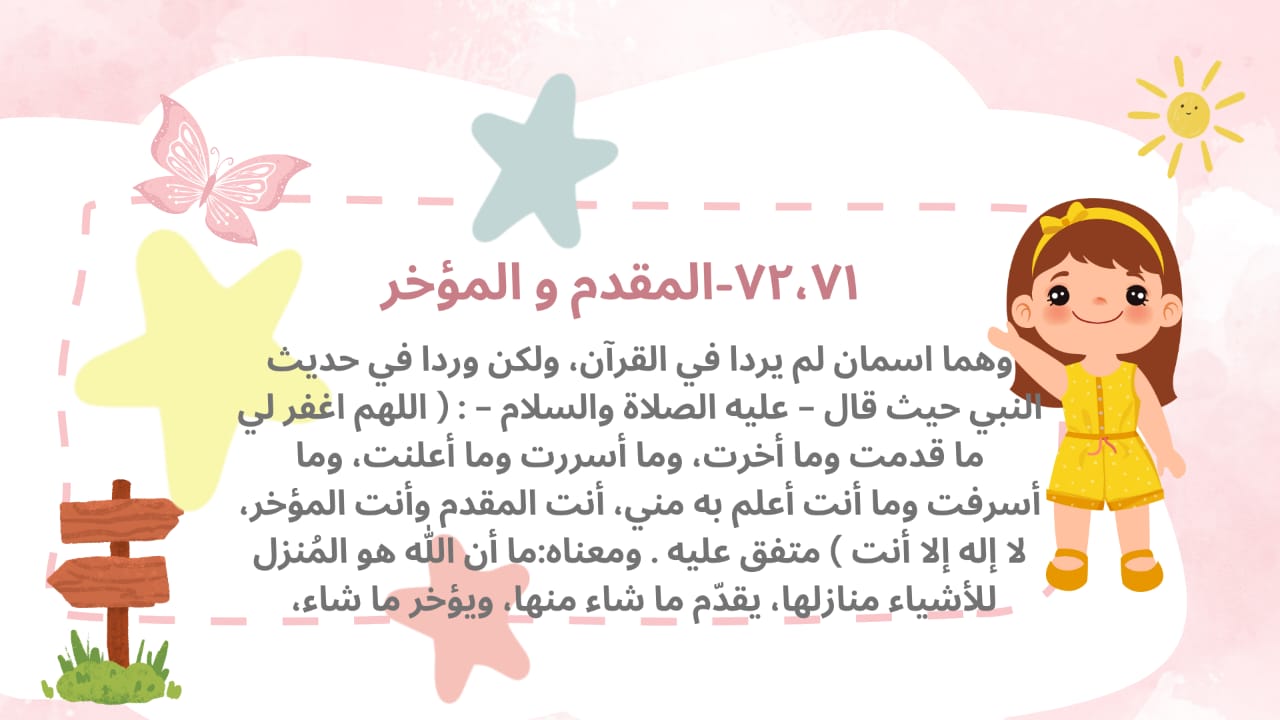 ٧٢،٧١-المقدم و المؤخر
وهما اسمان لم يردا في القرآن، ولكن وردا في حديث
النبي حيث قال – عليه الصلاة والسلام – : ( اللهم اغفر لي
ما قدمت وما أخرت، وما أسررت وما أعلنت، وما
أسرفت وما أنت أعلم به مني، أنت المقدم وأنت المؤخر،
لا إله إلا أنت ) متفق عليه . ومعناه:ما أن الله هو المُنزل
للأشياء منازلها، يقدّم ما شاء منها، ويؤخر ما شاء،